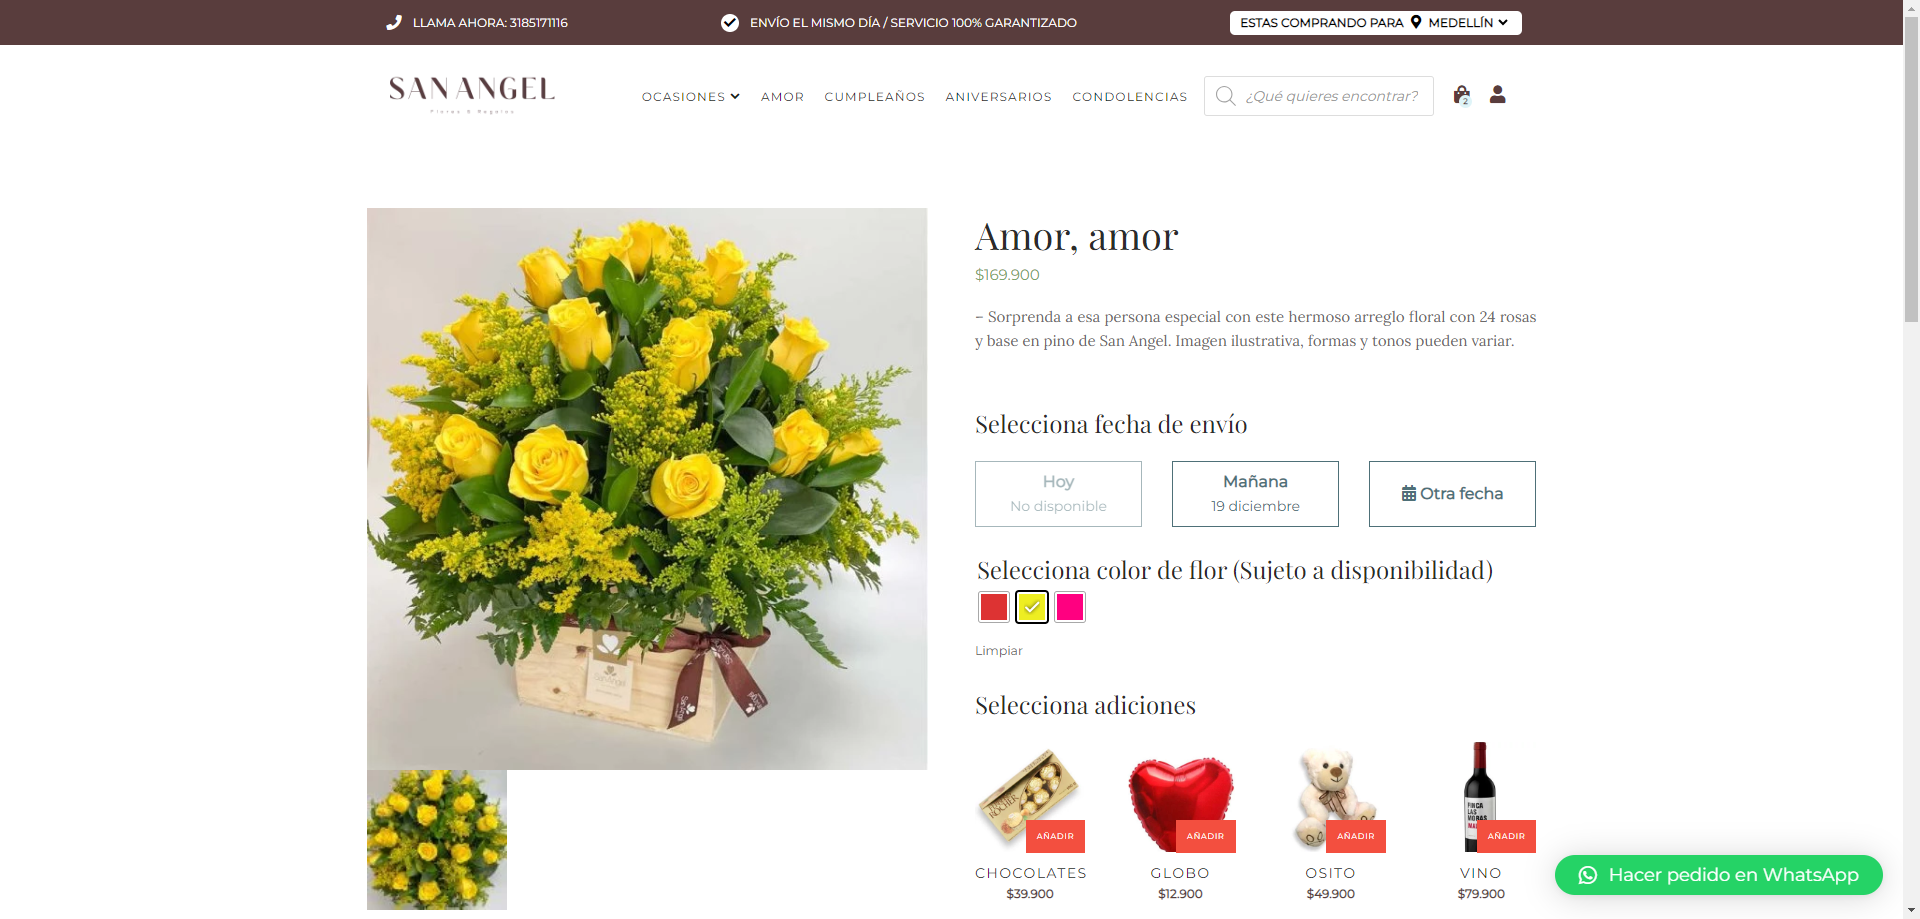 LLAMA AHORA: 3185171116
ENVÍO EL MISMO DÍA / SERVICIO 100% GARANTIZADO
ESTAS COMPRANDO PARA MEDELLÍN
SAN ANGEL
Flores & Regalos
OCASIONES
AMOR
CUMPLEAÑOS
ANIVERSARIOS
CONDOLENCIAS
¿Qué quieres encontrar?
2
Amor, amor
$169.900
– Sorprenda a esa persona especial con este hermoso arreglo floral con 24 rosas
y base en pino de San Angel. Imagen ilustrativa, formas y tonos pueden variar.
Selecciona fecha de envío
Hoy
No disponible
Mañana
19 diciembre
Otra fecha
Selecciona color de flor (Sujeto a disponibilidad)
Limpiar
Selecciona adiciones
AÑADIR
AÑADIR
AÑADIR
FINCA
LAS
MORAS
AÑADIR
CHOCOLATES
GLOBO
OSITO
VINO
$39.900
$12.900
$49.900
$79.900
SanAngel
Hacer pedido en WhatsApp